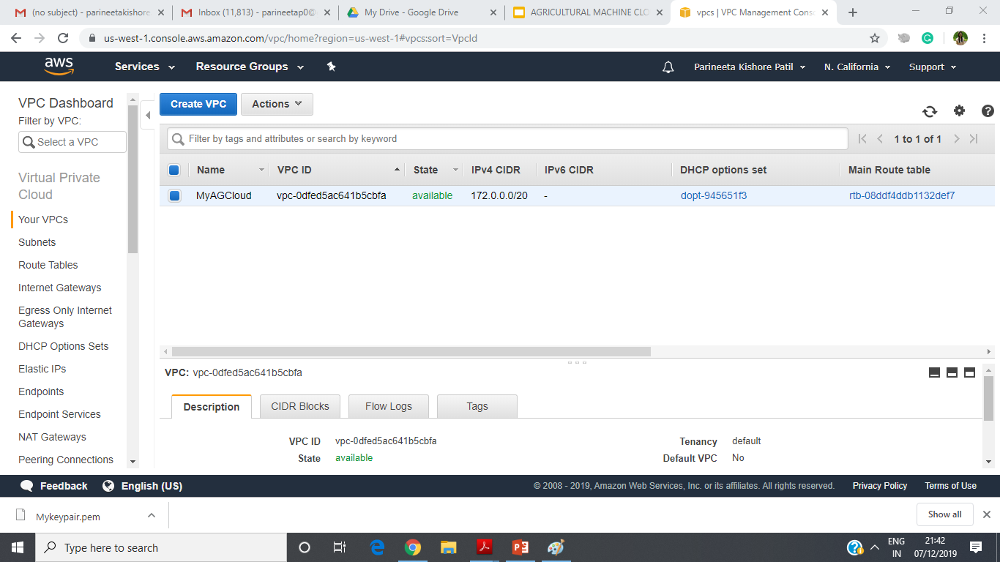 (no subject) - parineetakishore
Inbox (11,813) - parineetap0@
My Drive - Google Drive
AGRICULTURAL MACHINE CLO
vpcs | VPC Management Cons
us-west-1.console.aws.amazon.com/vpc/home?region=us-west-1#vpcs:sort=VpcId
aws Services Resource Groups Parineeta Kishore Patil N. California Support
VPC Dashboard
Filter by VPC:
Select a VPC
Virtual Private
Cloud
Your VPCs
Subnets
Route Tables
Internet Gateways
Egress Only Internet
Gateways
DHCP Options Sets
Elastic IPs
Endpoints
Endpoint Services
NAT Gateways
Peering Connections
Create VPC Actions
Filter by tags and attributes or search by keyword
1 to 1 of 1
Name VPC ID State IPv4 CIDR IPv6 CIDR DHCP options set Main Route table
MyAGCloud vpc-0dfed5ac641b5cbfa available 172.0.0.0/20 - dopt-945651f3 rtb-08ddf4ddb1132def7
VPC: vpc-0dfed5ac641b5cbfa
Description CIDR Blocks Flow Logs Tags
VPC ID vpc-0dfed5ac641b5cbfa Tenancy default
State available Default VPC No
Feedback English (US) © 2008 - 2019, Amazon Web Services, Inc. or its affiliates. All rights reserved. Privacy Policy Terms of Use
Mykeypair.pem Show all
Type here to search
ENG
IN
21:42
07/12/2019